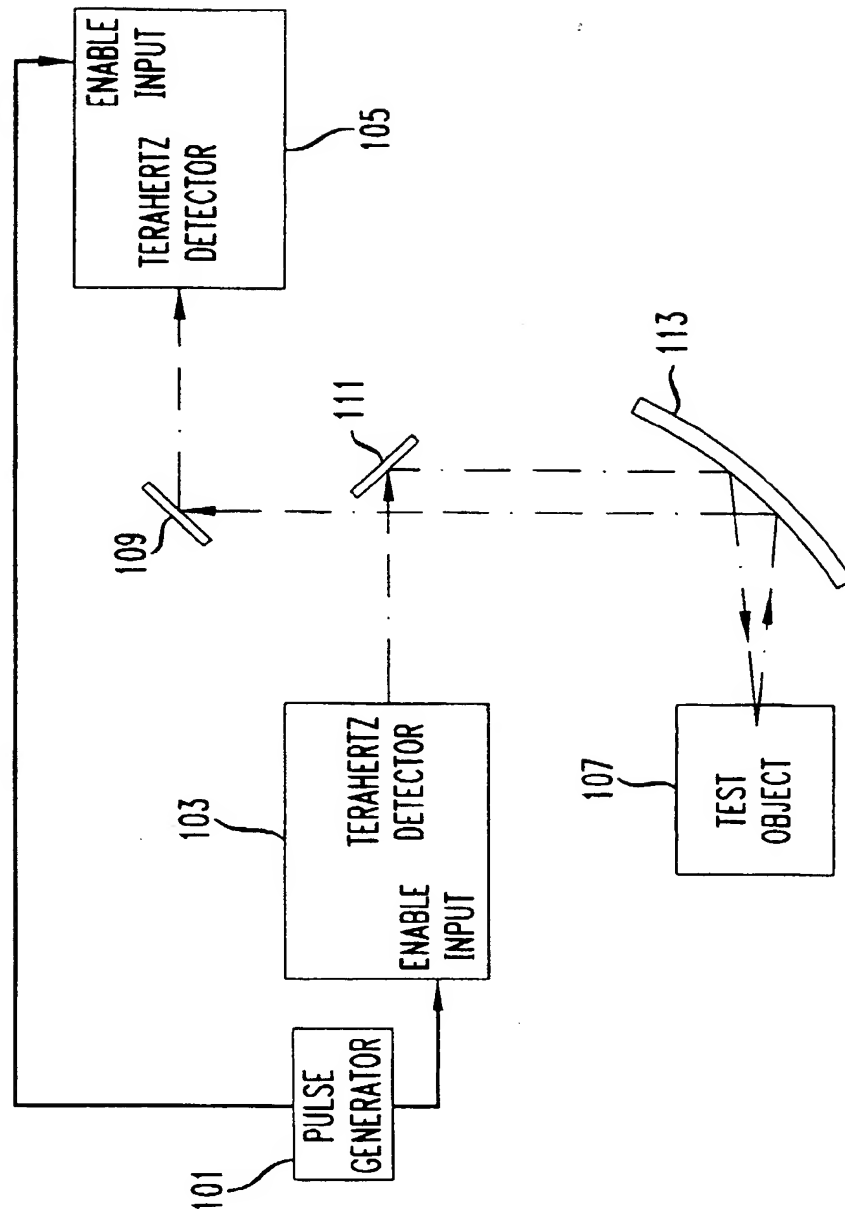 ENABLE
INPUT
TERAHERTZ
DETECTOR
105
109
111
113
103
TERAHERTZ
DETECTOR
ENABLE
INPUT
107
TEST
OBJECT
101
PULSE
GENERATOR